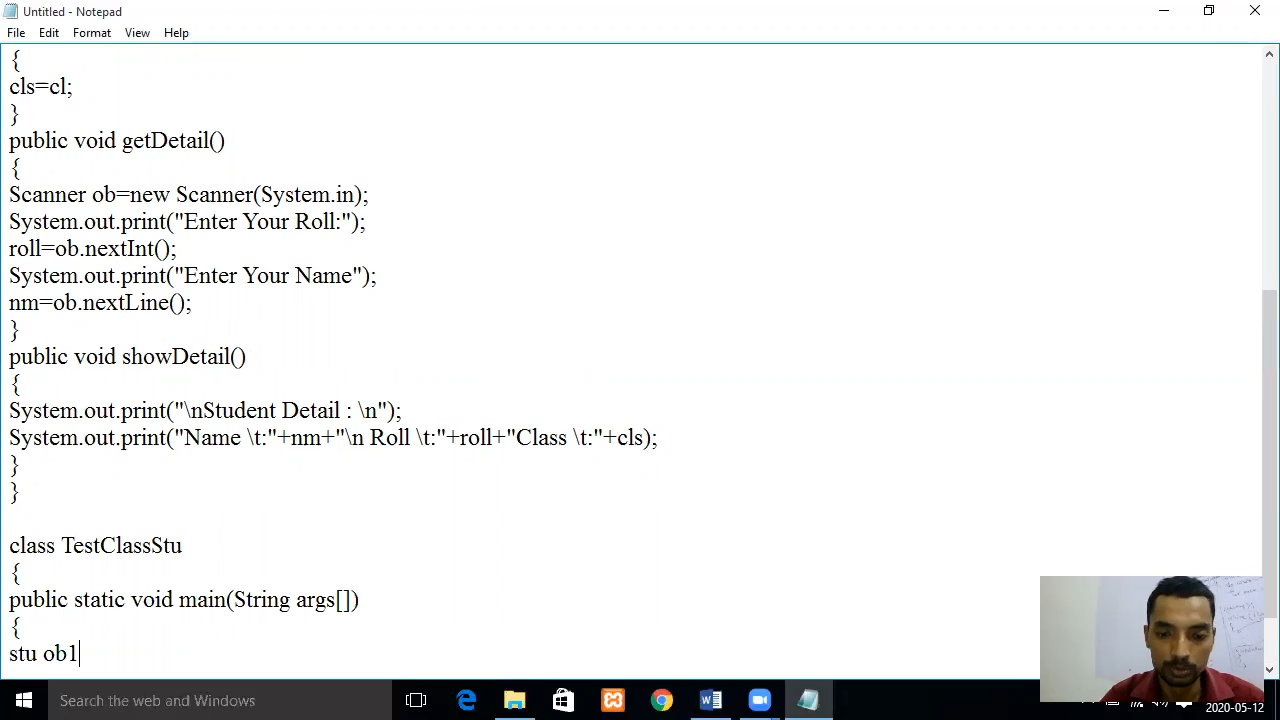 Untitled - Notepad
File Edit Format View Help
{
cls=cl;
}
public void getDetail()
{
Scanner ob=new Scanner(System.in);
System.out.print("Enter Your Roll:");
roll=ob.nextInt();
System.out.print("Enter Your Name");
nm=ob.nextLine();
}
public void showDetail()
{
System.out.print("\nStudent Detail : \n");
System.out.print("Name \t:"+nm+"\n Roll \t:"+roll+"Class \t:"+cls);
}
}
class TestClassStu
{
public static void main(String args[])
{
stu ob1
Search the web and Windows
2020-05-12